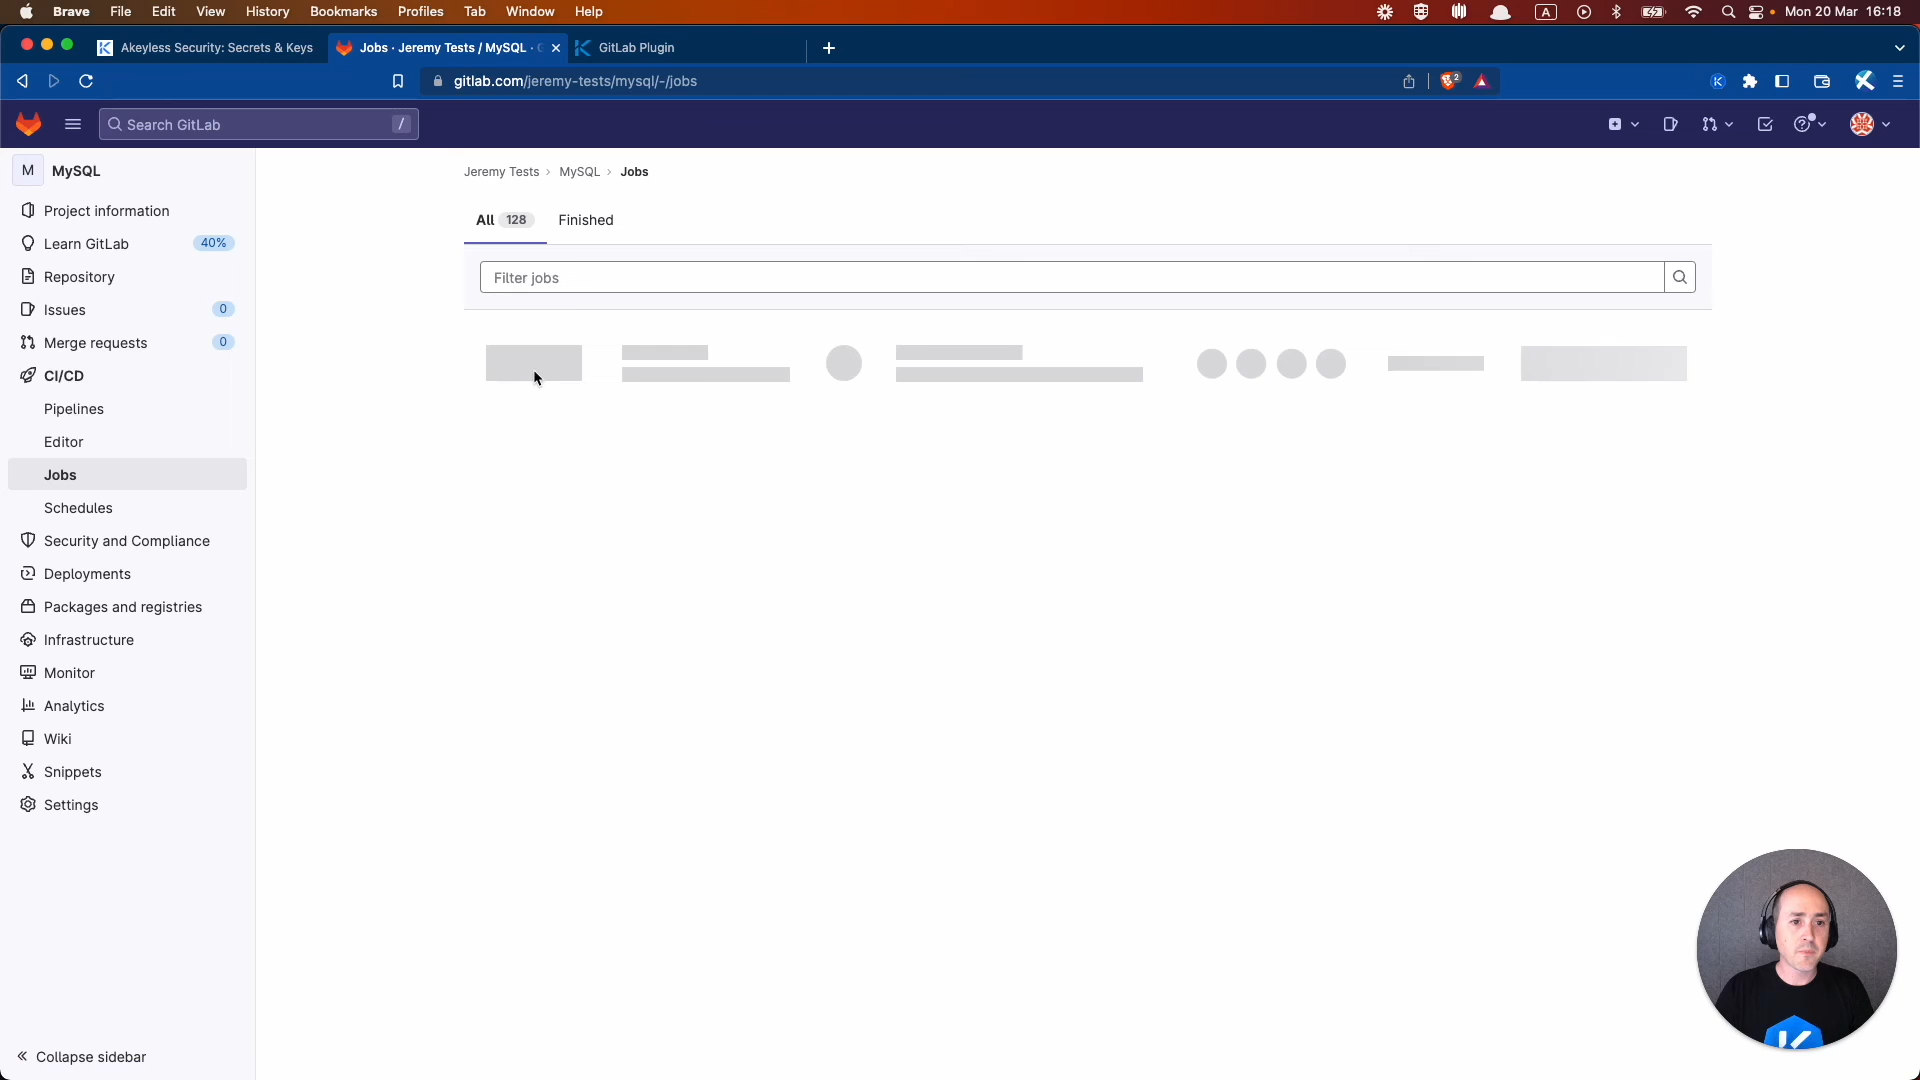 Brave File Edit View History Bookmarks Profiles Tab Window Help
A
Mon 20 Mar 16:18
Akeyless Security: Secrets & Keys
Jobs · Jeremy Tests / MySQL ·
GitLab Plugin
gitlab.com/jeremy-tests/mysql/-/jobs
2
Search GitLab
/
M MySQL
Project information
Learn GitLab 40%
Repository
Issues 0
Merge requests 0
CI/CD
Pipelines
Editor
Jobs
Schedules
Security and Compliance
Deployments
Packages and registries
Infrastructure
Monitor
Analytics
Wiki
Snippets
Settings
Collapse sidebar
Jeremy Tests › MySQL › Jobs
All 128 Finished
Filter jobs